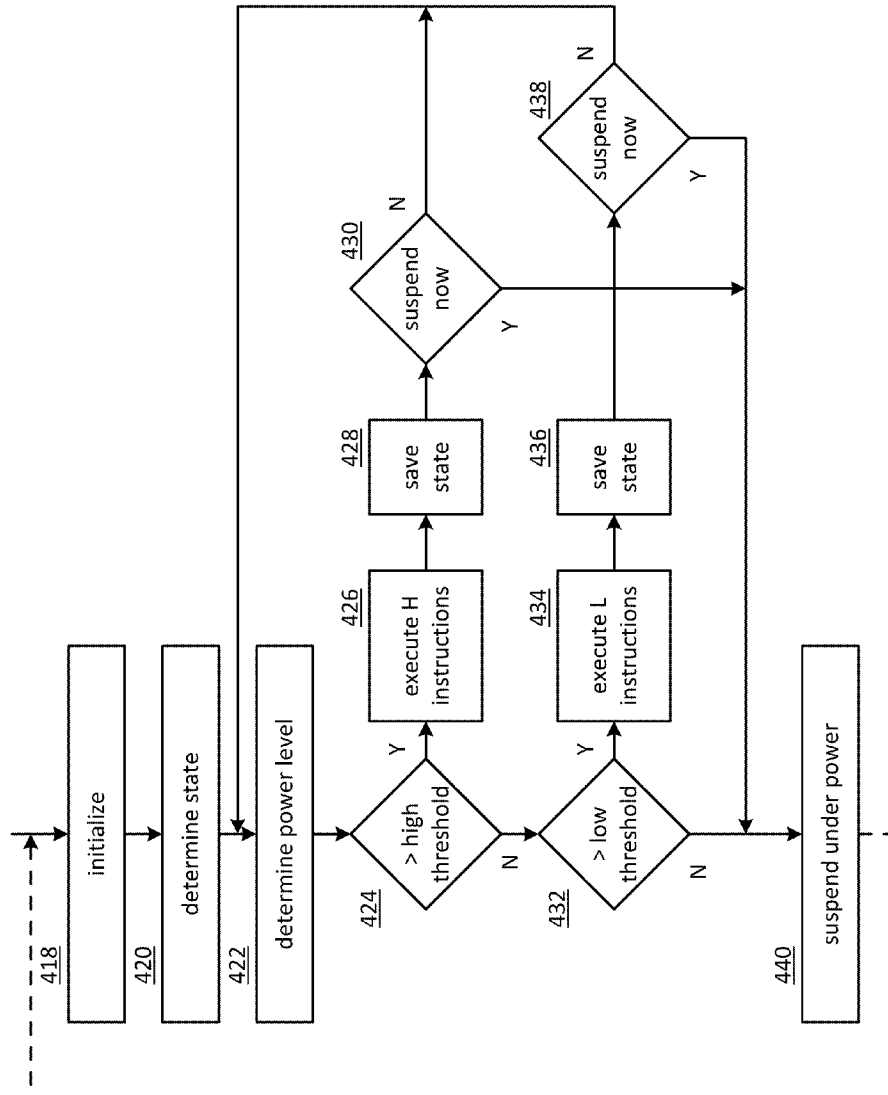 418
initialize
420
determine state
422
determine power level
424
> high
threshold
Y
N
426
execute H
instructions
428
save
state
430
suspend
now
N
Y
432
> low
threshold
Y
N
434
execute L
instructions
436
save
state
438
suspend
now
N
Y
440
suspend under power